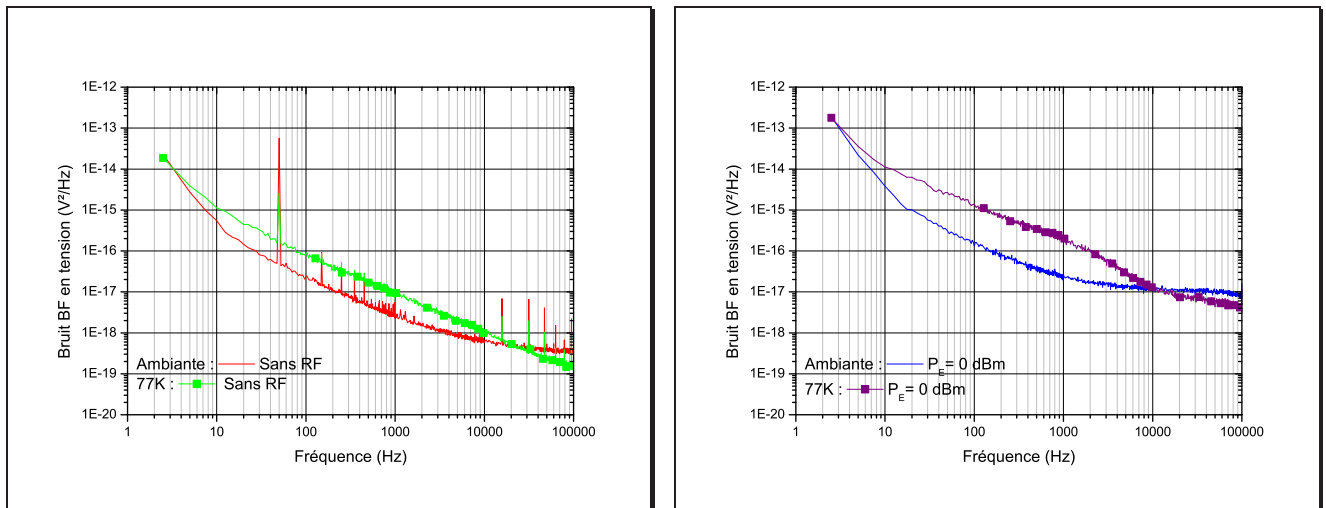 1E-12
1E-13
1E-14
1E-15
1E-16
1E-17
1E-18
1E-19
1E-20
Bruit BF en tension (V²/Hz)
Ambiante : Sans RF
77K : Sans RF
1 10 100 1000 10000 100000
Fréquence (Hz)
1E-12
1E-13
1E-14
1E-15
1E-16
1E-17
1E-18
1E-19
1E-20
Bruit BF en tension (V²/Hz)
Ambiante : PE= 0 dBm
77K : PE= 0 dBm
1 10 100 1000 10000 100000
Fréquence (Hz)